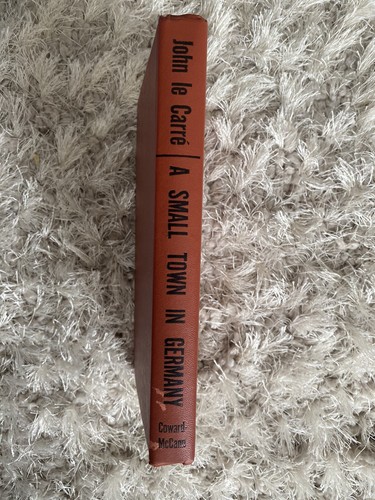 John le Carré | A SMALL TOWN IN GERMANY
Coward-
McCann